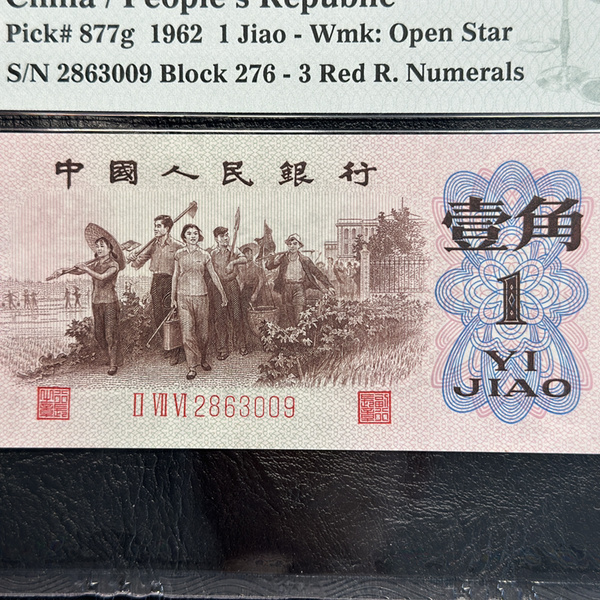 China / People's Republic
Pick# 877g 1962 1 Jiao - Wmk: Open Star
S/N 2863009 Block 276 - 3 Red R. Numerals
中國人民銀行
壹角
1
YI
JIAO
II VII VI 2863009